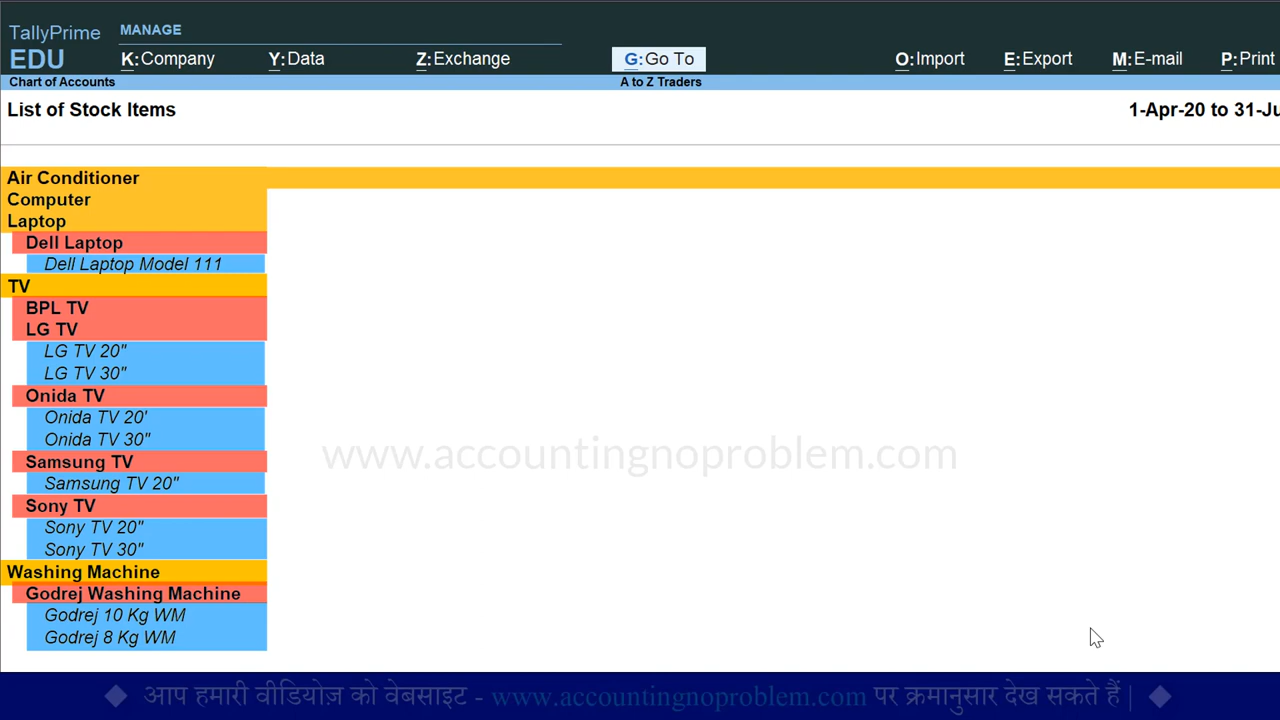 TallyPrime
MANAGE
EDU
K:Company
Y:Data
Z:Exchange
G:Go To
O:Import
E:Export
M:E-mail
P:Print
Chart of Accounts
A to Z Traders
List of Stock Items
1-Apr-20 to 31-Ju
Air Conditioner
Computer
Laptop
Dell Laptop
Dell Laptop Model 111
TV
BPL TV
LG TV
LG TV 20"
LG TV 30"
Onida TV
Onida TV 20'
Onida TV 30"
Samsung TV
Samsung TV 20"
Sony TV
Sony TV 20"
Sony TV 30"
Washing Machine
Godrej Washing Machine
Godrej 10 Kg WM
Godrej 8 Kg WM
www.accountingnoproblem.com
आप हमारी वीडियोज़ को वेबसाइट - www.accountingnoproblem.com पर क्रमानुसार देख सकते हैं |